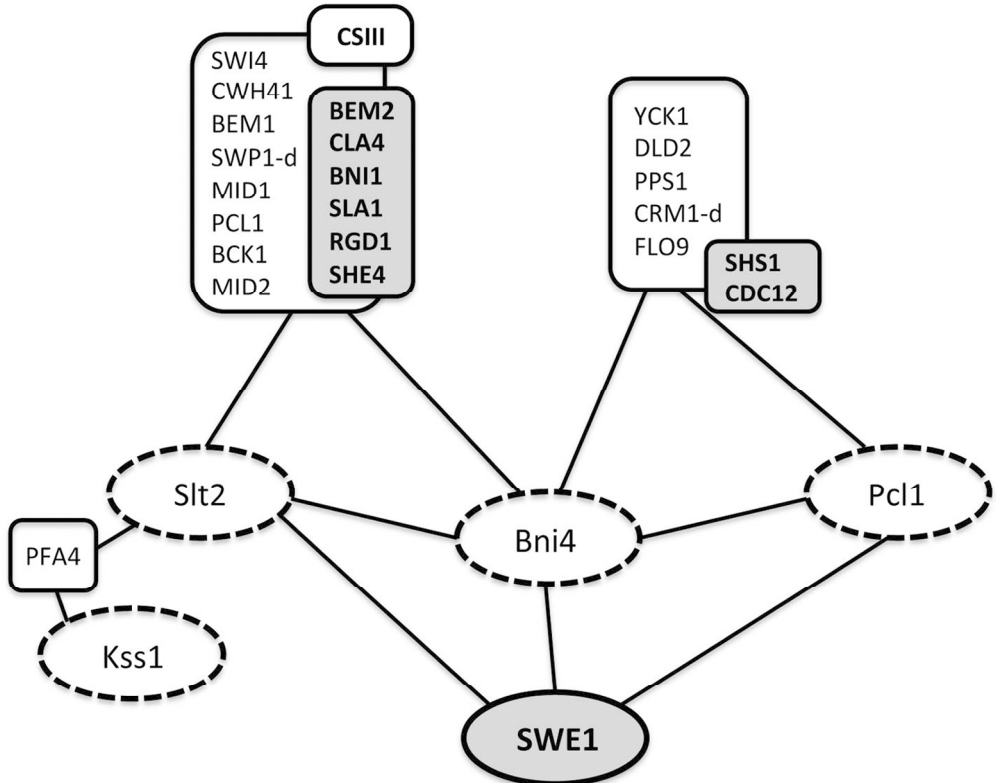 CSIII
SWI4
CWH41
BEM1
SWP1-d
MID1
PCL1
BCK1
MID2
BEM2
CLA4
BNI1
SLA1
RGD1
SHE4
YCK1
DLD2
PPS1
CRM1-d
FLO9
SHS1
CDC12
Slt2
Bni4
Pcl1
PFA4
Kss1
SWE1